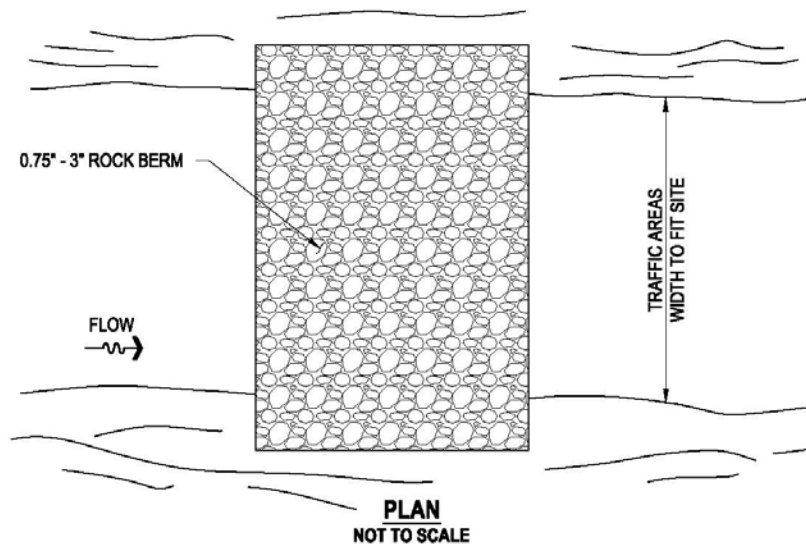 0.75" - 3" ROCK BERM
FLOW
TRAFFIC AREAS
WIDTH TO FIT SITE
PLAN
NOT TO SCALE